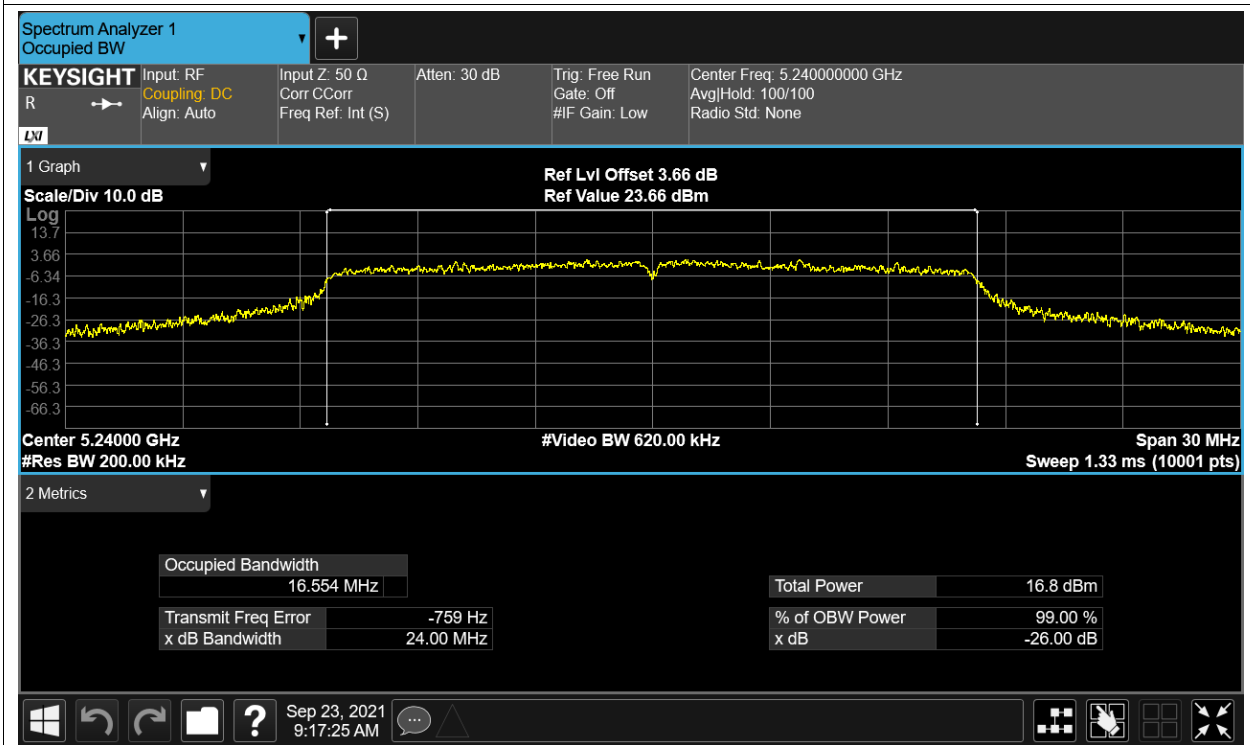 Spectrum Analyzer 1
Occupied BW
KEYSIGHT
R
LXI
Input: RF
Coupling: DC
Align: Auto
Input Z: 50 Ω
Corr CCorr
Freq Ref: Int (S)
Atten: 30 dB
Trig: Free Run
Gate: Off
#IF Gain: Low
Center Freq: 5.240000000 GHz
Avg|Hold: 100/100
Radio Std: None
1 Graph
Scale/Div 10.0 dB
Ref Lvl Offset 3.66 dB
Ref Value 23.66 dBm
Log
13.7
3.66
-6.34
-16.3
-26.3
-36.3
-46.3
-56.3
-66.3
Center 5.24000 GHz
#Video BW 620.00 kHz
Span 30 MHz
#Res BW 200.00 kHz
Sweep 1.33 ms (10001 pts)
2 Metrics
Occupied Bandwidth
16.554 MHz
Total Power 16.8 dBm
Transmit Freq Error -759 Hz
% of OBW Power 99.00 %
x dB Bandwidth 24.00 MHz
x dB -26.00 dB
?
Sep 23, 2021
9:17:25 AM